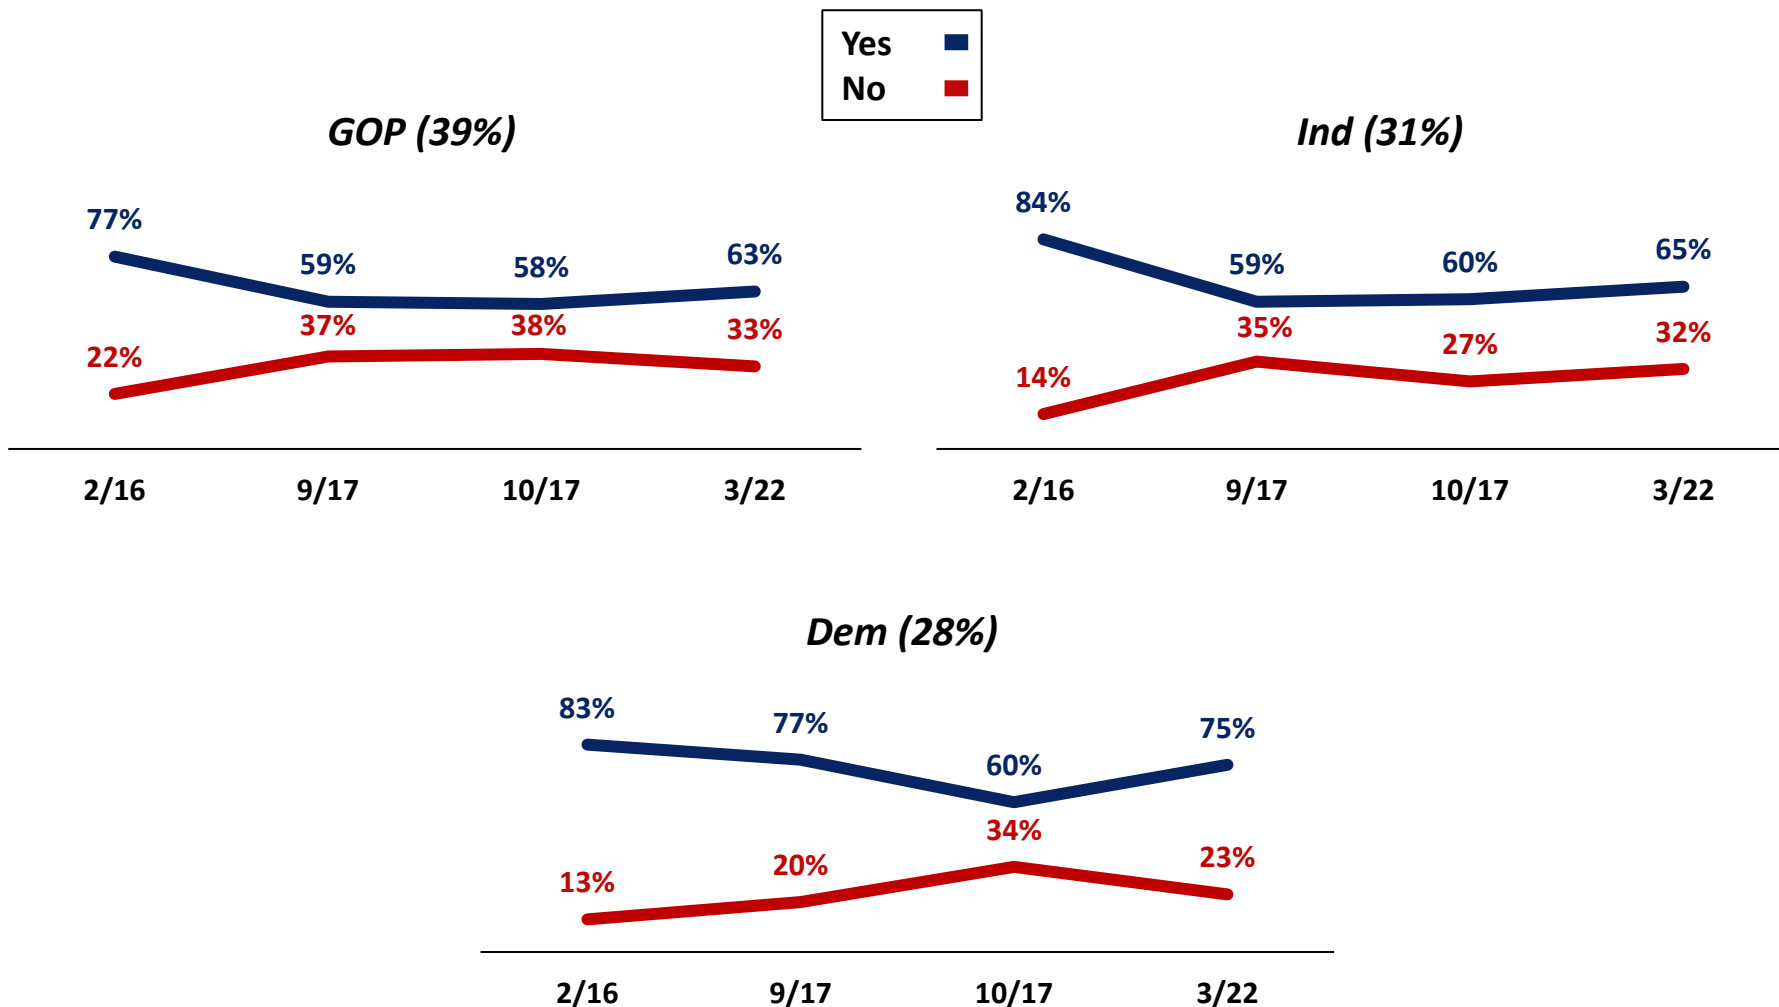 Yes
No
GOP (39%)
77% 59% 58% 63%
22% 37% 38% 33%
2/16 9/17 10/17 3/22
Ind (31%)
84% 59% 60% 65%
14% 35% 27% 32%
2/16 9/17 10/17 3/22
Dem (28%)
83% 77% 60% 75%
13% 20% 34% 23%
2/16 9/17 10/17 3/22